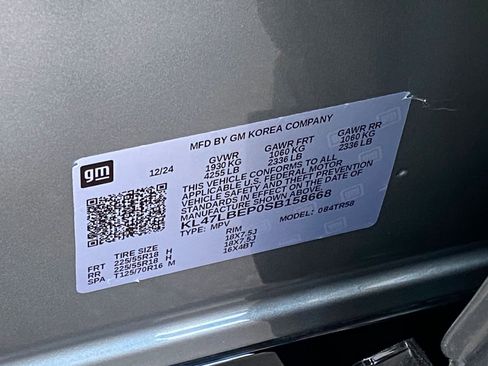 MFD BY GM KOREA COMPANY
gm
12/24
GVWR GAWR FRT GAWR RR
1930 KG 1060 KG 1060 KG
4255 LB 2336 LB 2336 LB
THIS VEHICLE CONFORMS TO ALL
APPLICABLE U.S. FEDERAL MOTOR
VEHICLE SAFETY AND THEFT PREVENTION
STANDARDS IN EFFECT ON THE DATE OF
MANUFACTURE SHOWN ABOVE.
KL47LBEP0SB158668
TYPE: MPV MODEL: 084TR58
TIRE SIZE RIM
FRT 225/55R18 H 18X7.5J
RR 225/55R18 H 18X7.5J
SPA T125/70R16 M 16X4BT